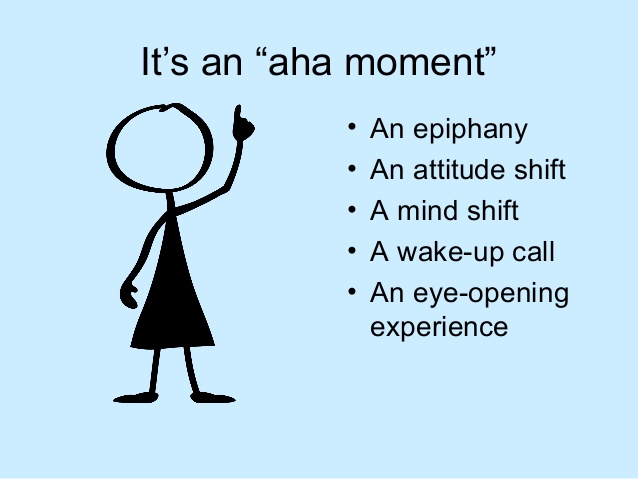 It’s an “aha moment”
• An epiphany
• An attitude shift
• A mind shift
• A wake-up call
• An eye-opening
experience